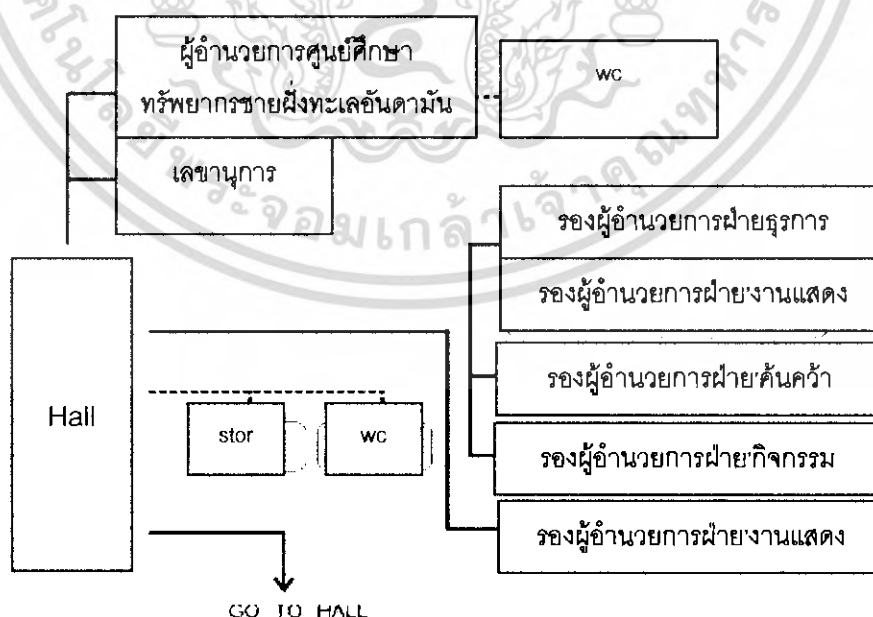 ผู้อำนวยการศูนย์ศึกษา
ทรัพยากรชายฝั่งทะเลอันดามัน
wc
เลขานุการ
รองผู้อำนวยการฝ่ายธุรการ
รองผู้อำนวยการฝ่ายงานแสดง
รองผู้อำนวยการฝ่ายค้นคว้า
Hall
stor
wc
รองผู้อำนวยการฝ่ายกิจกรรม
รองผู้อำนวยการฝ่ายงานแสดง
GO TO HALL